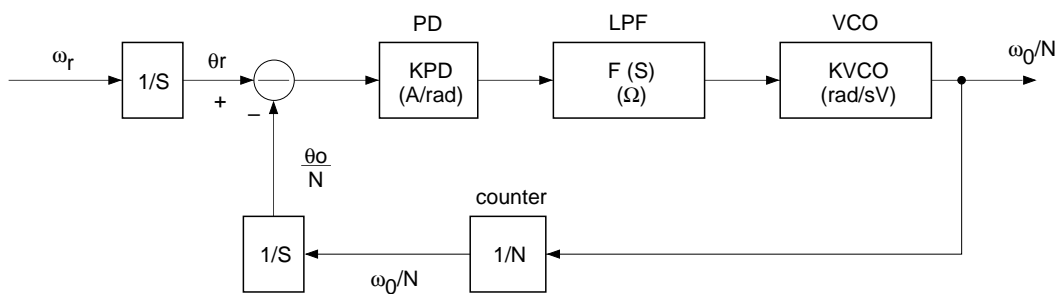 PD
LPF
VCO
ωr
1/S
θr
+
−
KPD
(A/rad)
F (S)
(Ω)
KVCO
(rad/sV)
ω0/N
θo
N
counter
1/S
ω0/N
1/N